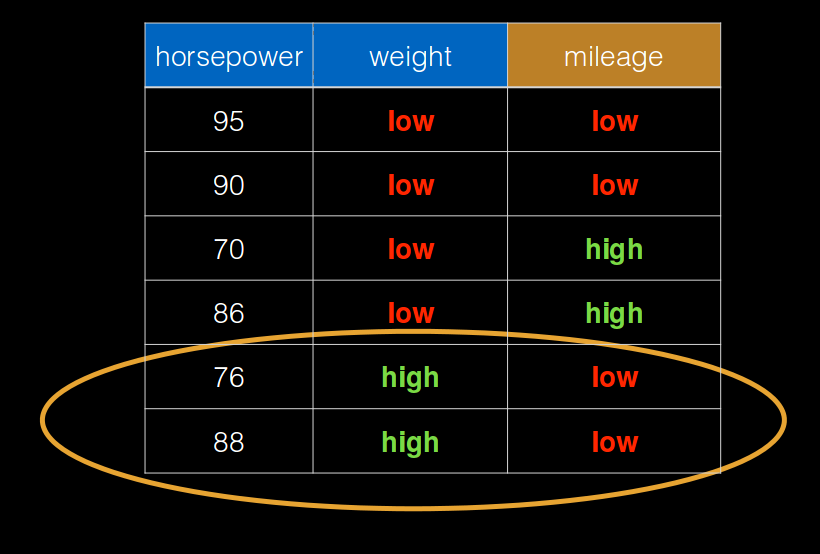 horsepower weight mileage
95 low low
90 low low
70 low high
86 low high
76 high low
88 high low